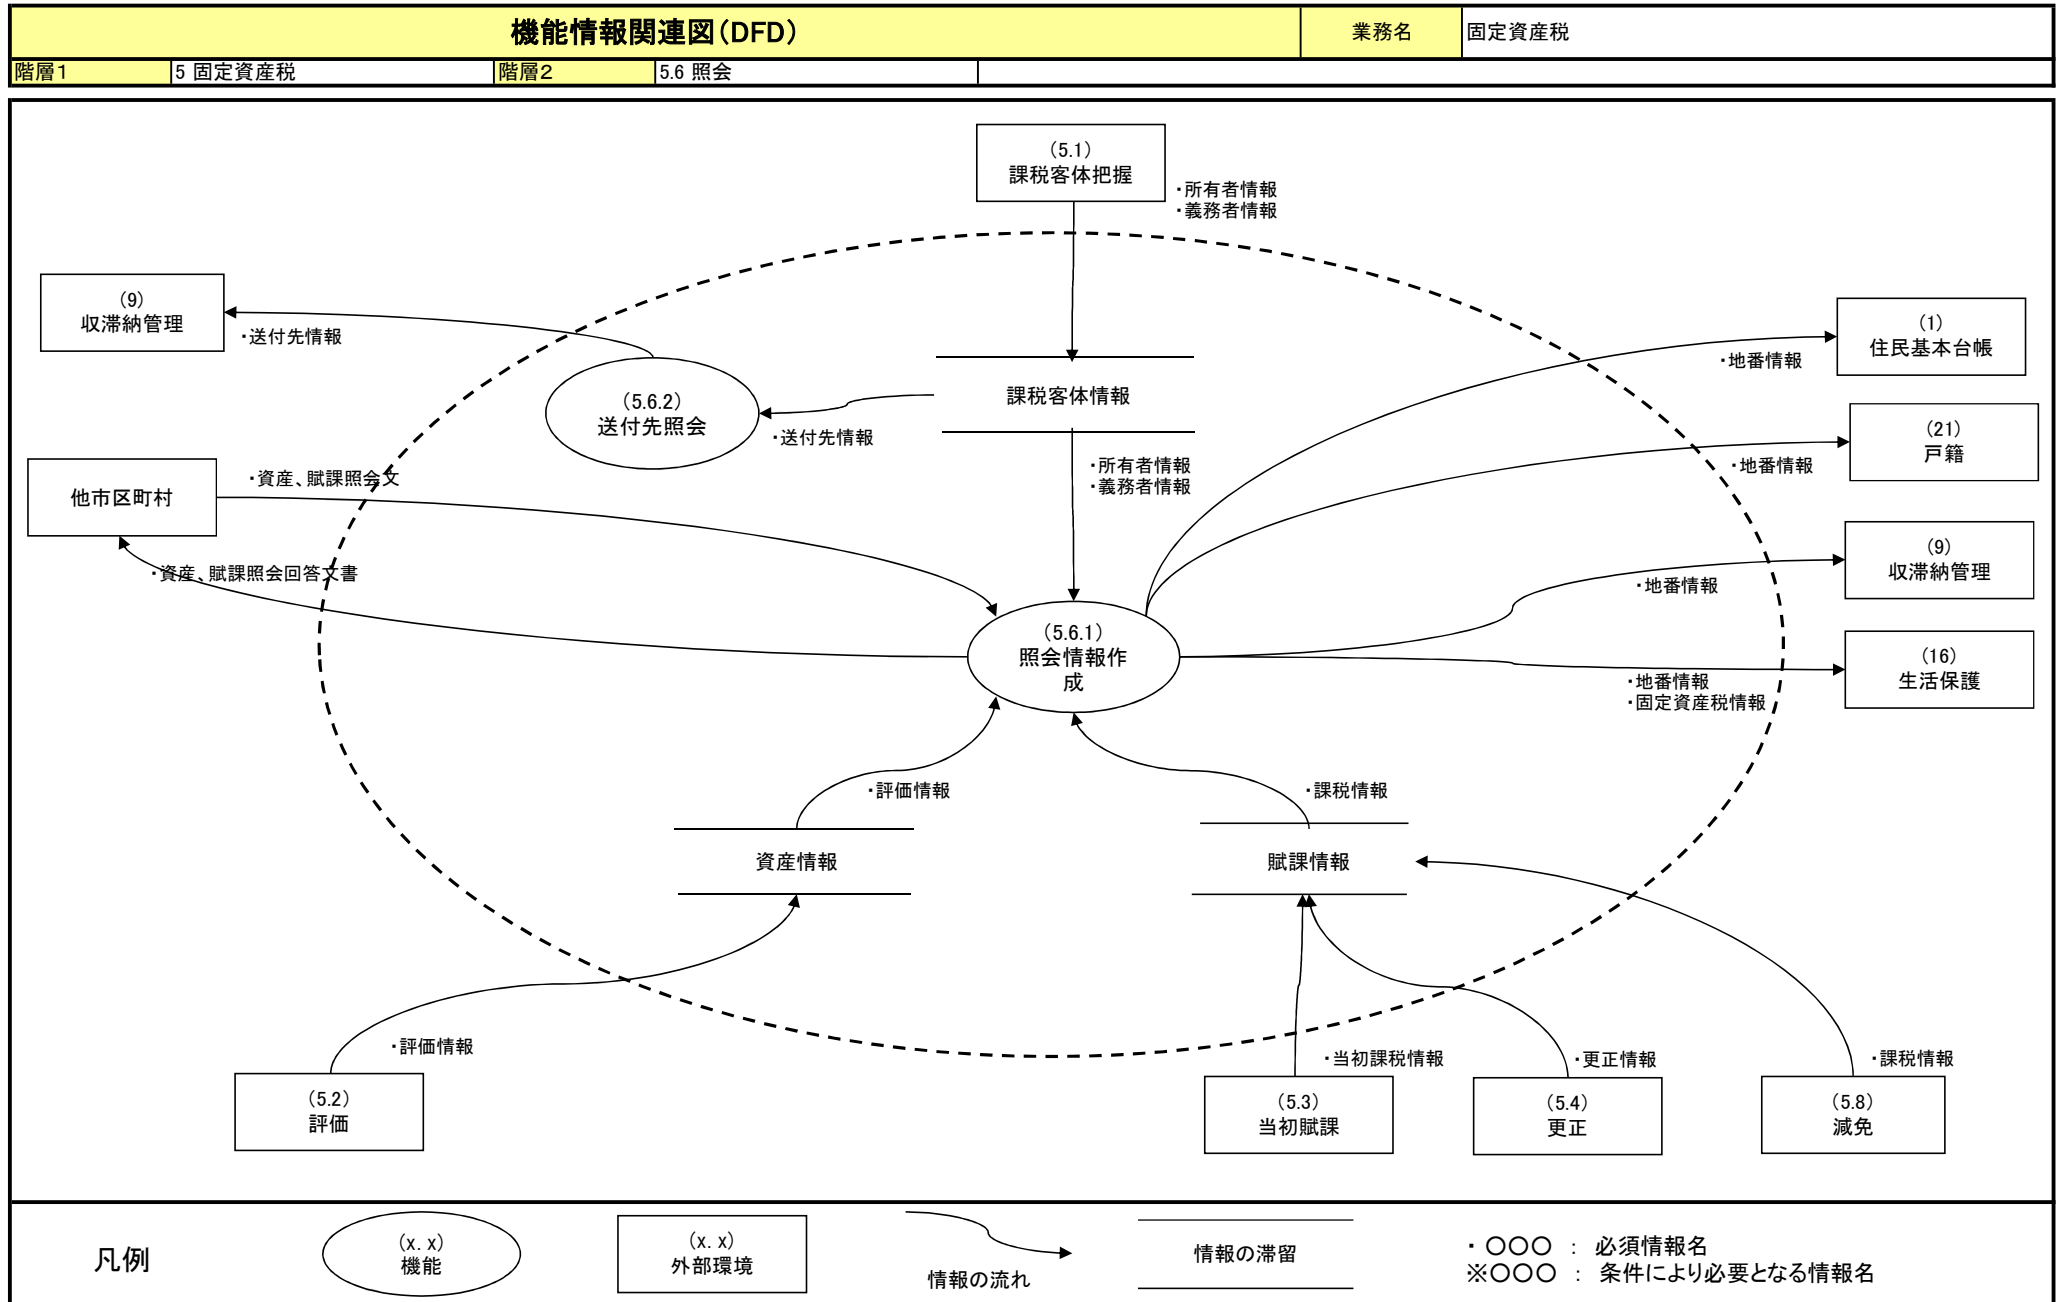 機能情報関連図（DFD）
業務名
固定資産税
階層１
5 固定資産税
階層２
5.6 照会
（5.1）
課税客体把握
・所有者情報
・義務者情報
（9）
収滞納管理
・送付先情報
（5.6.2）
送付先照会
・送付先情報
課税客体情報
・所有者情報
・義務者情報
（1）
住民基本台帳
・地番情報
（21）
戸籍
・地番情報
他市区町村
・資産、賦課照会文
・資産、賦課照会回答文書
（5.6.1）
照会情報作
成
（9）
収滞納管理
・地番情報
（16）
生活保護
・地番情報
・固定資産税情報
・評価情報
・課税情報
資産情報
賦課情報
・評価情報
（5.2）
評価
・当初課税情報
（5.3）
当初賦課
・更正情報
（5.4）
更正
・課税情報
（5.8）
減免
凡例
（x. x）
機能
（x. x）
外部環境
情報の流れ
情報の滞留
・ 〇〇〇 ： 必須情報名
※〇〇〇 ： 条件により必要となる情報名